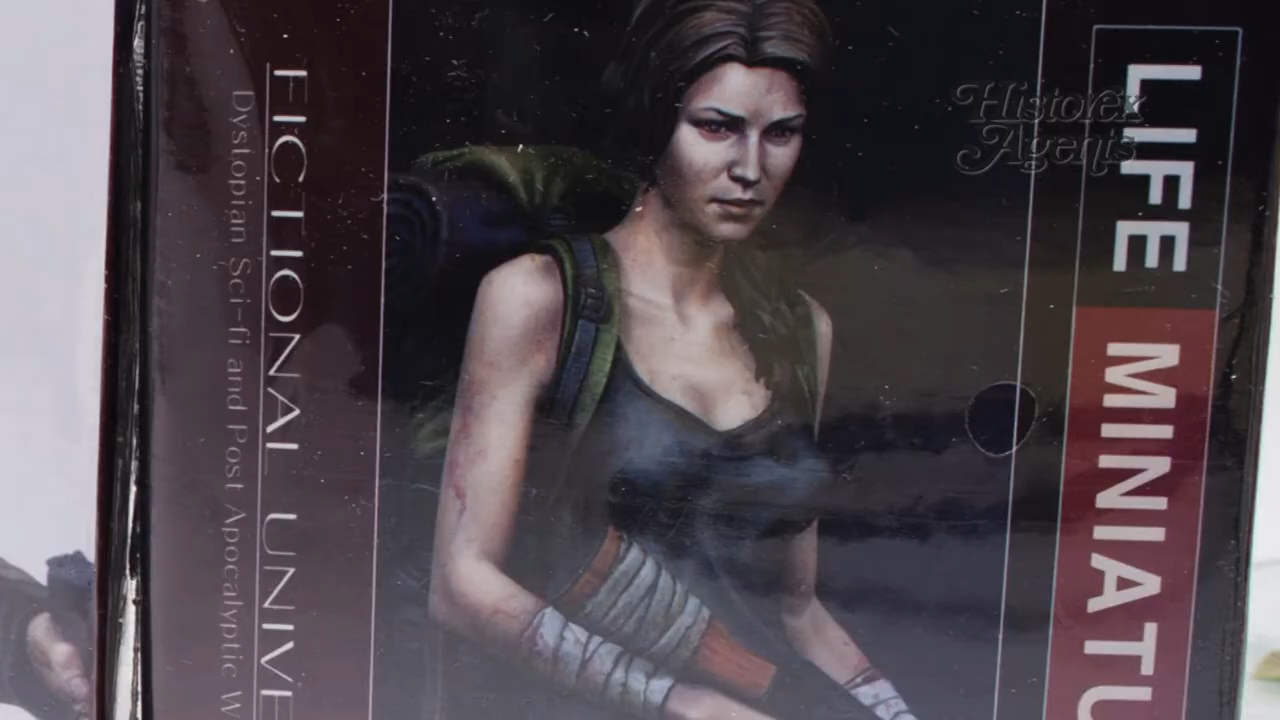 FICTIONAL UNIVE
Dystopian Sci-fi and Post Apocalyptic W
Historex
Agents
LIFE MINIATU